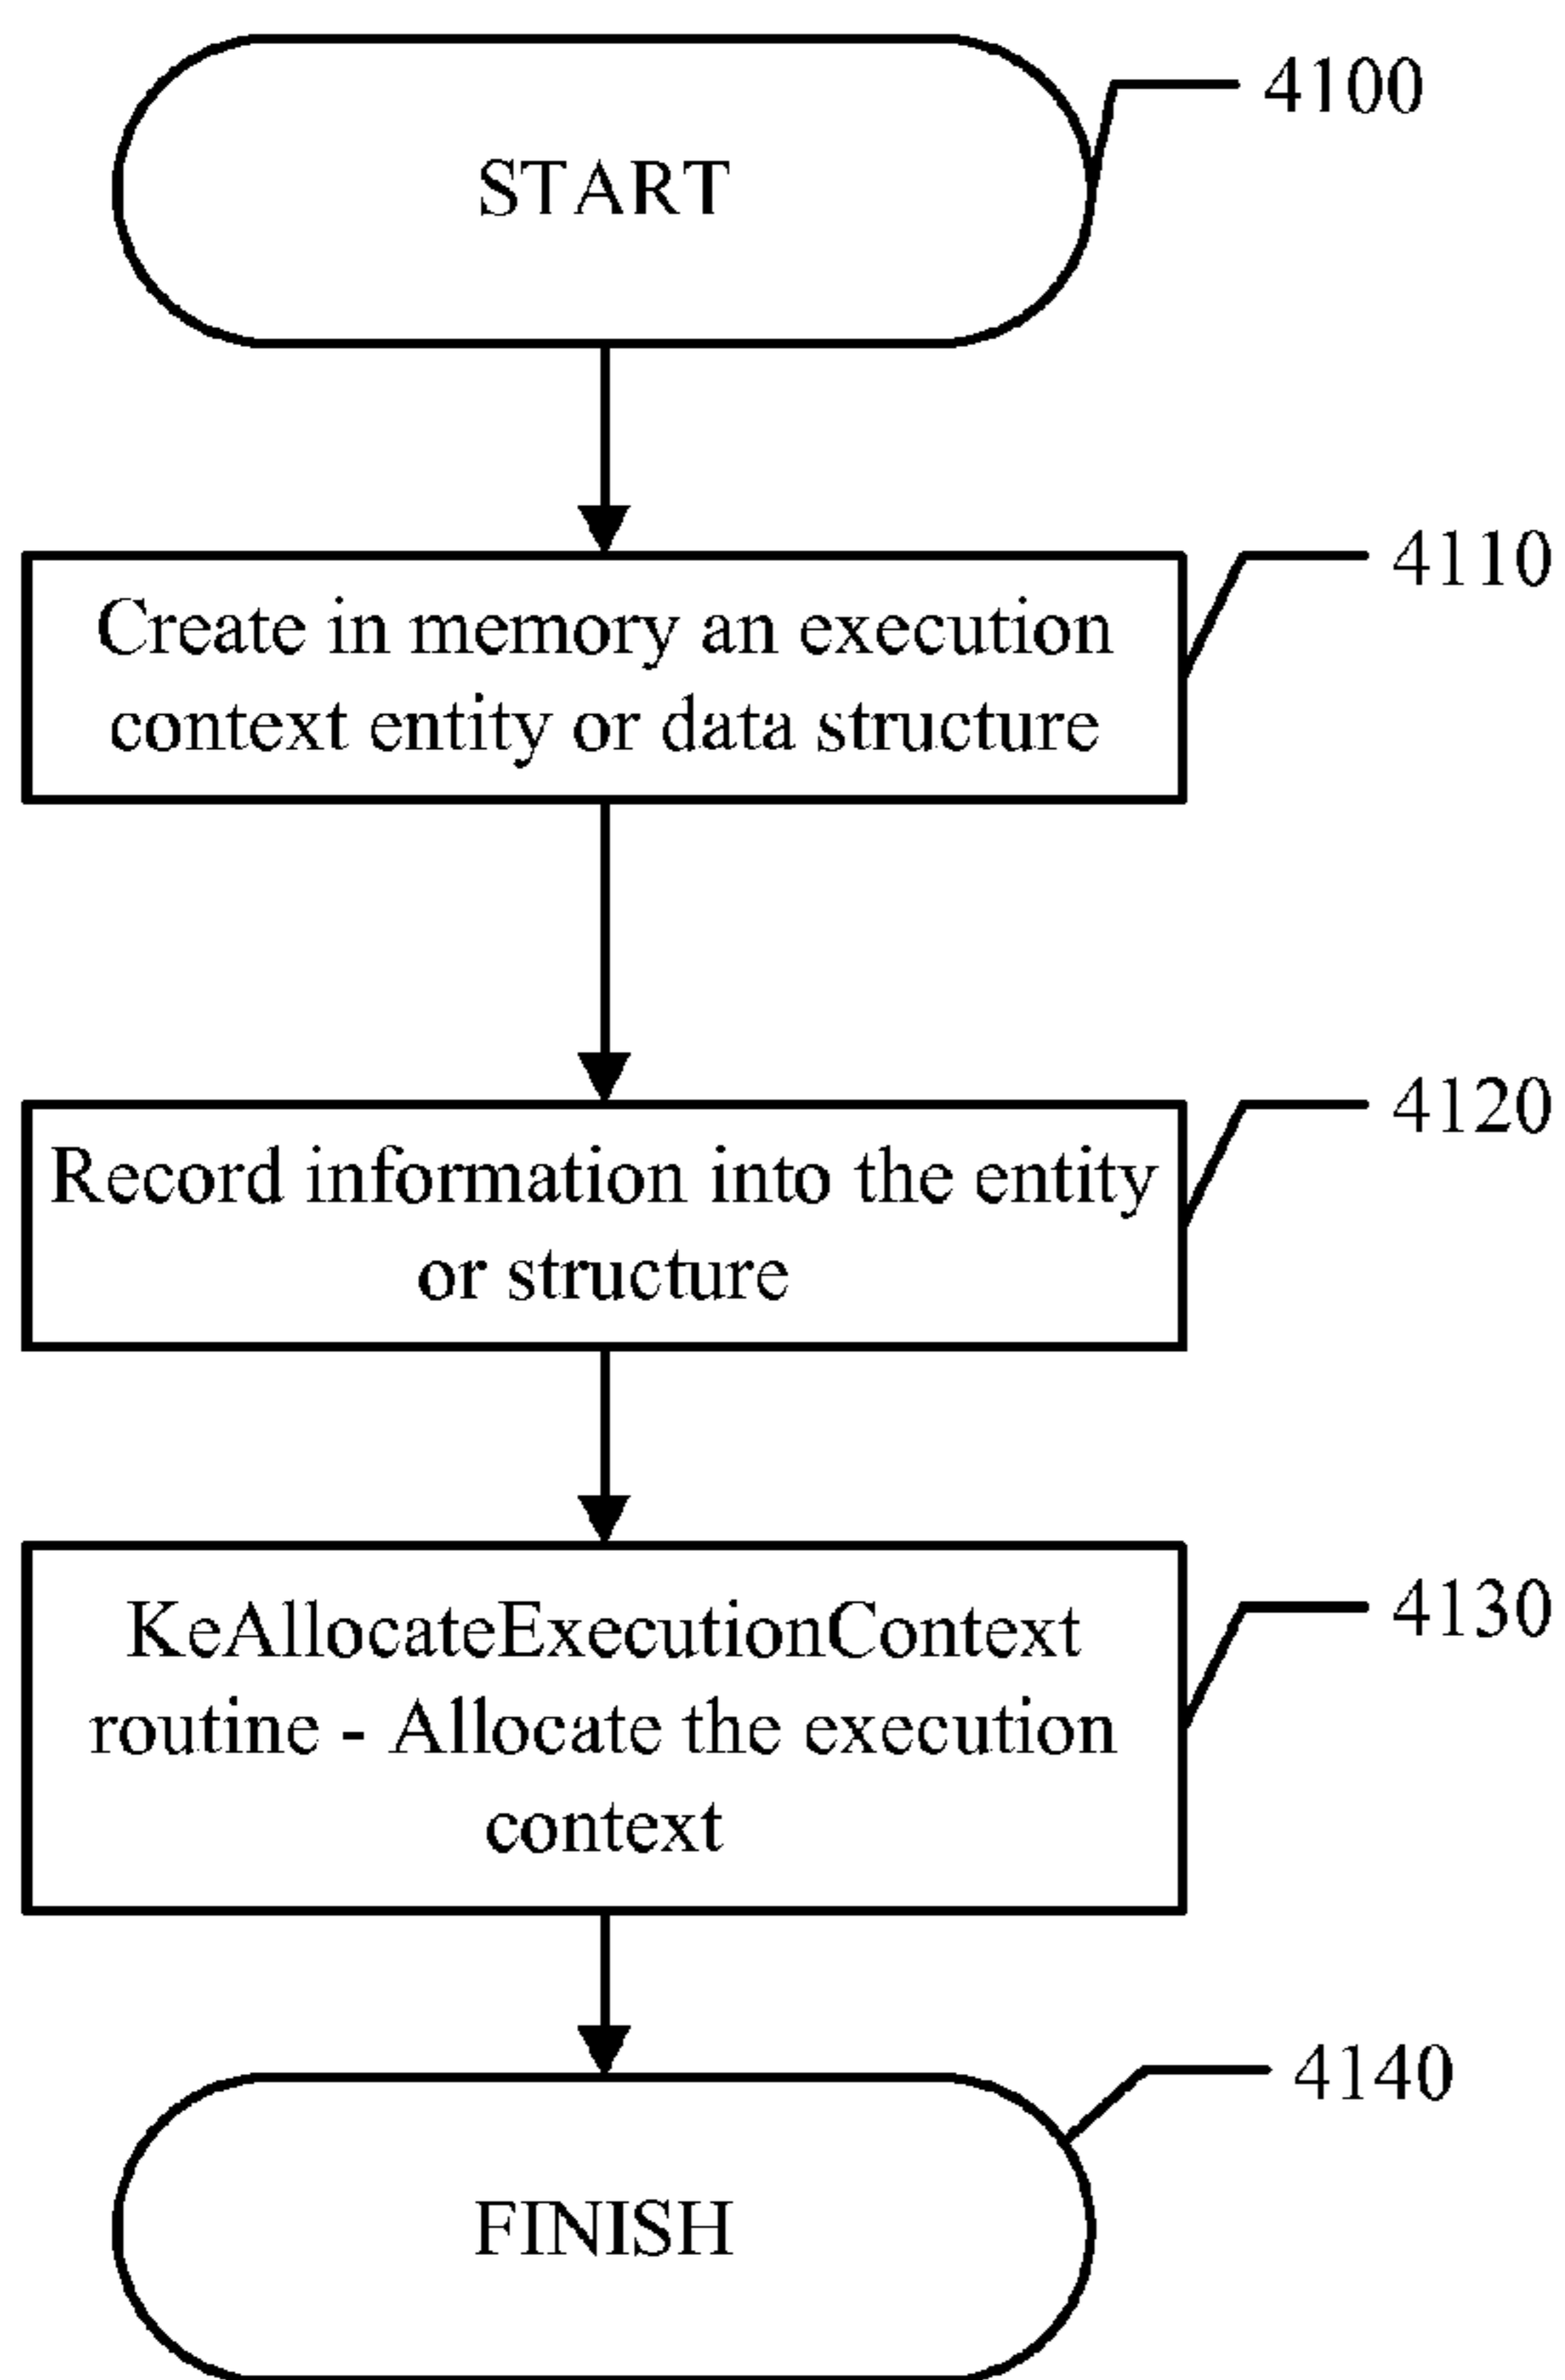 START
4100
4110
Create in memory an execution
context entity or data structure
4120
Record information into the entity
or structure
4130
KeAllocateExecutionContext
routine - Allocate the execution
context
4140
FINISH